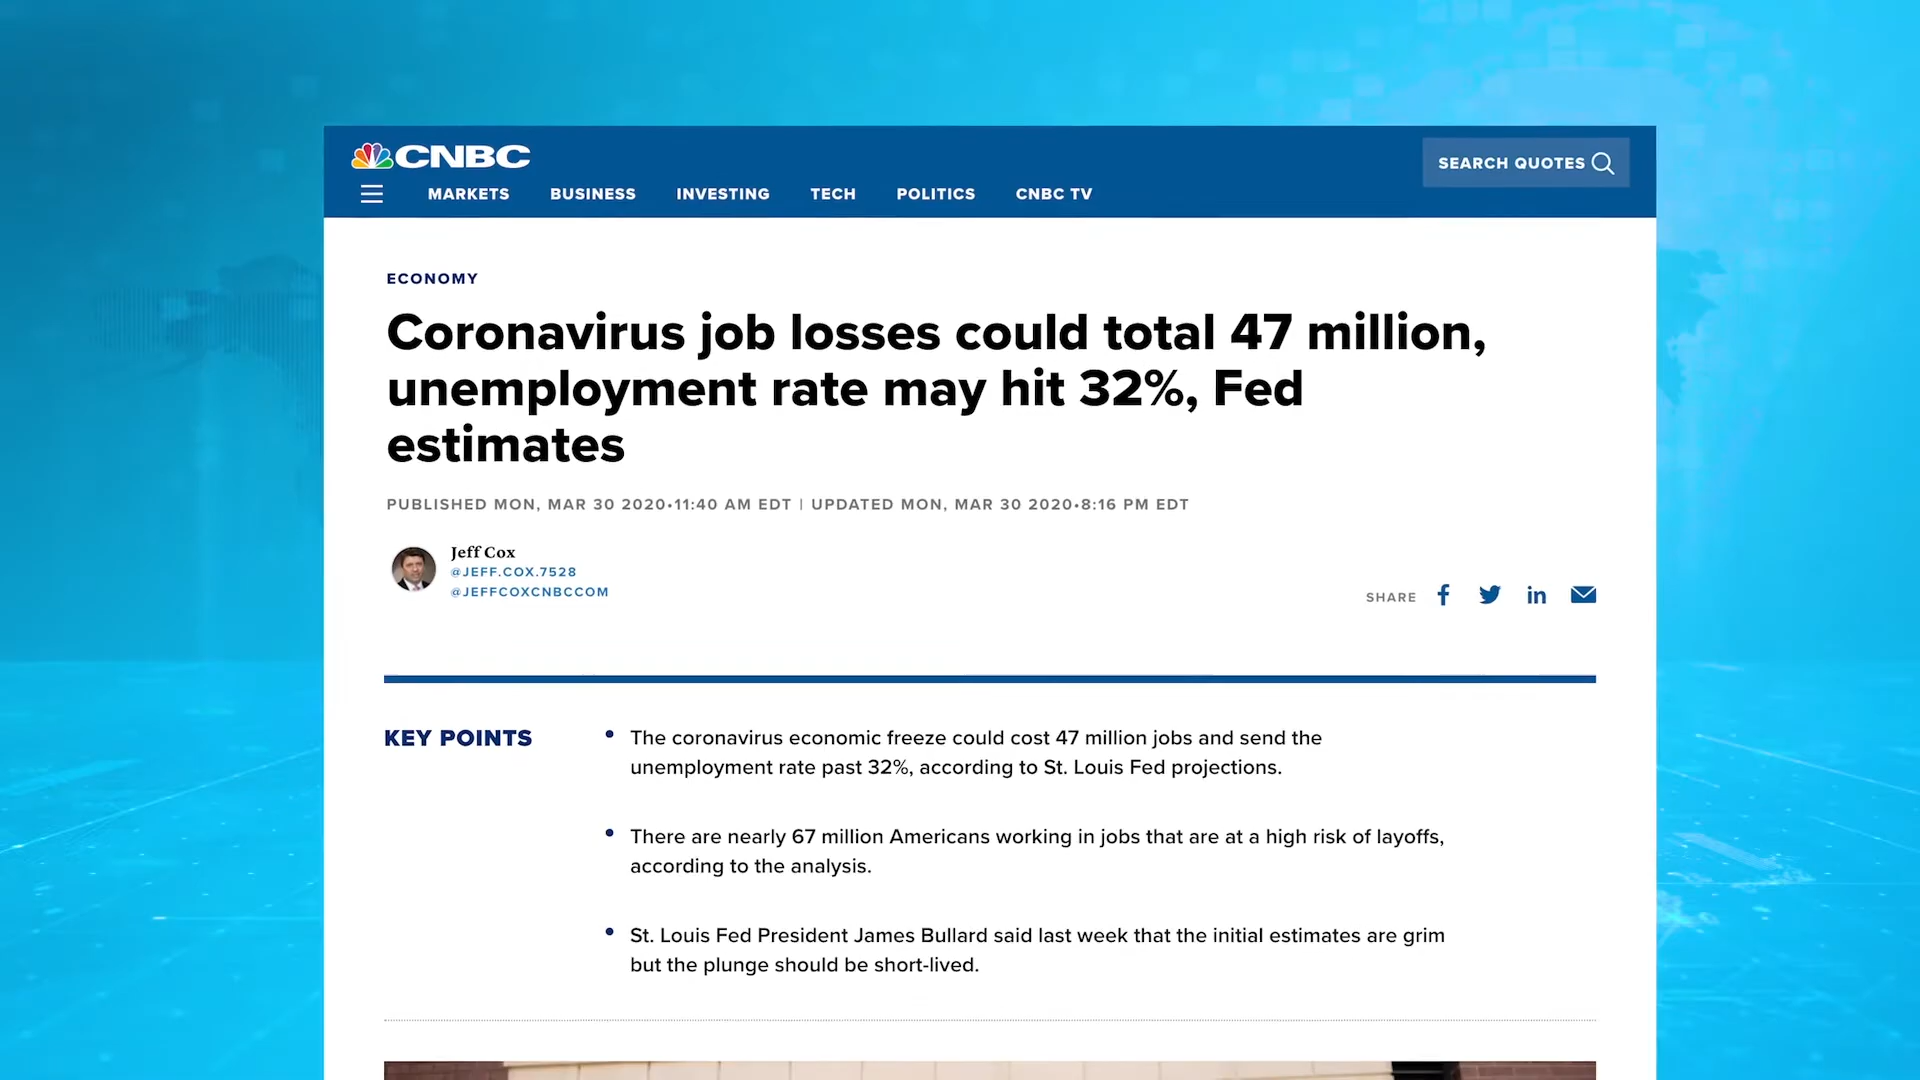 CNBC
SEARCH QUOTES
MARKETS BUSINESS INVESTING TECH POLITICS CNBC TV
ECONOMY
Coronavirus job losses could total 47 million,
unemployment rate may hit 32%, Fed
estimates
PUBLISHED MON, MAR 30 2020•11:40 AM EDT | UPDATED MON, MAR 30 2020•8:16 PM EDT
Jeff Cox
@JEFF.COX.7528
@JEFFCOXCNBCCOM
SHARE
KEY POINTS
• The coronavirus economic freeze could cost 47 million jobs and send the
unemployment rate past 32%, according to St. Louis Fed projections.
• There are nearly 67 million Americans working in jobs that are at a high risk of layoffs,
according to the analysis.
• St. Louis Fed President James Bullard said last week that the initial estimates are grim
but the plunge should be short-lived.